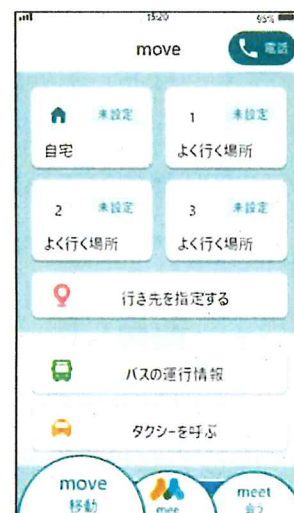 15:20 95%
move
電話
未設定
自宅
1 未設定
よく行く場所
2 未設定
よく行く場所
3 未設定
よく行く場所
行き先を指定する
バスの運行情報
タクシーを呼ぶ
move
移動
mee
meet
会う